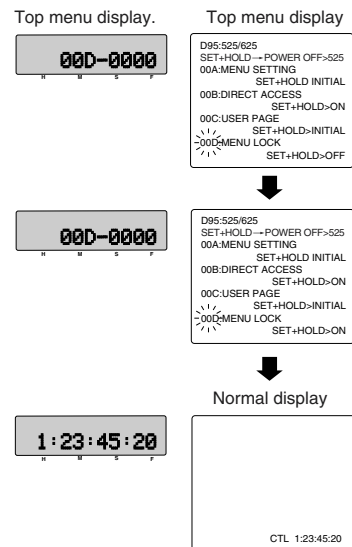 Top menu display.
Top menu display
00D-0000
H M S F
D95:525/625
SET+HOLD→POWER OFF>525
00A:MENU SETTING
SET+HOLD INITIAL
00B:DIRECT ACCESS
SET+HOLD>ON
00C:USER PAGE
SET+HOLD>INITIAL
00D:MENU LOCK
SET+HOLD>OFF
00D-0000
H M S F
D95:525/625
SET+HOLD→POWER OFF>525
00A:MENU SETTING
SET+HOLD INITIAL
00B:DIRECT ACCESS
SET+HOLD>ON
00C:USER PAGE
SET+HOLD>INITIAL
00D:MENU LOCK
SET+HOLD>ON
Normal display
1:23:45:20
H M S F
CTL 1:23:45:20